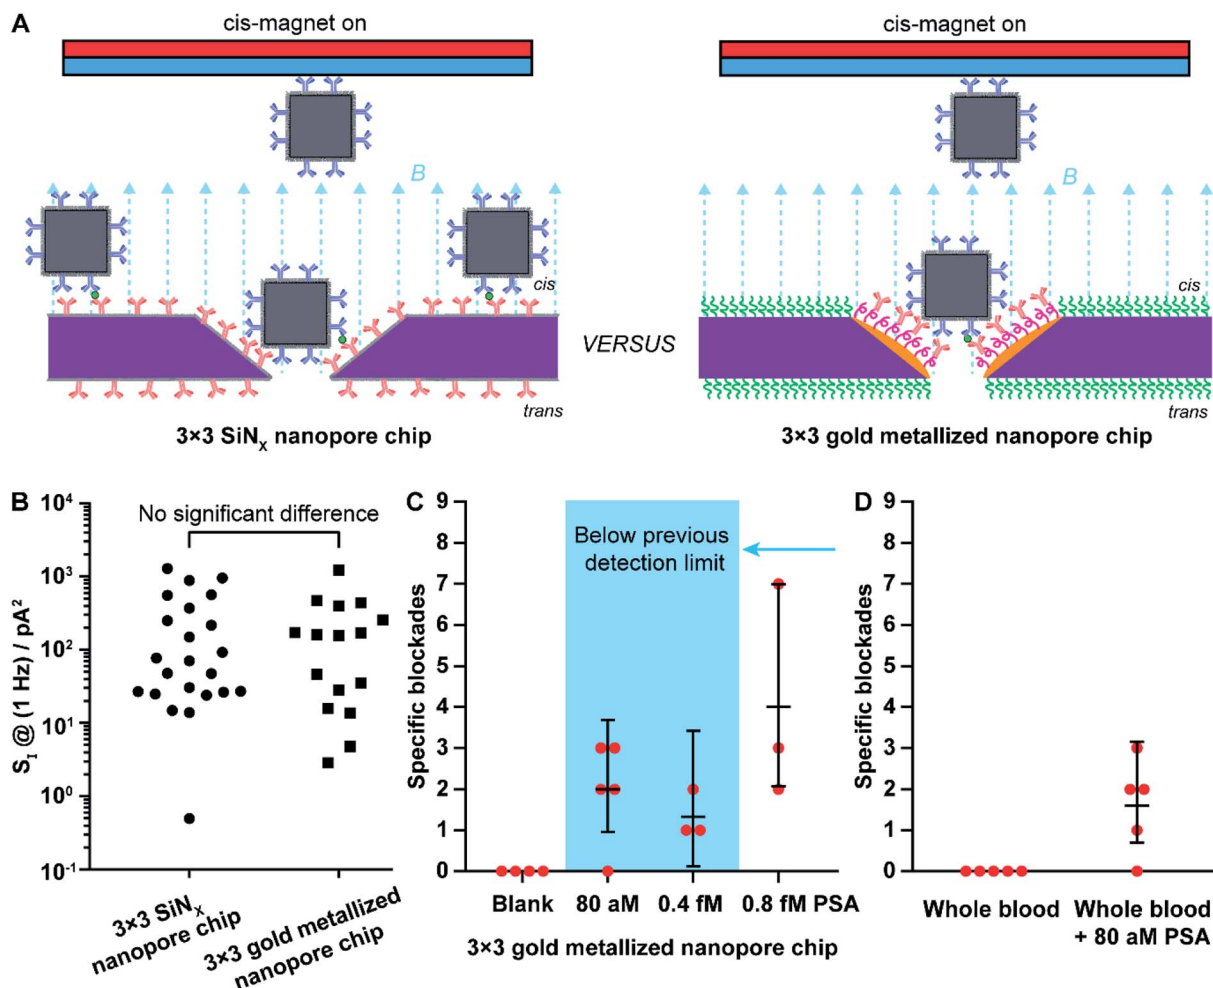 A
cis-magnet on
cis-magnet on
B
B
cis
cis
VERSUS
trans
trans
3×3 SiNX nanopore chip
3×3 gold metallized nanopore chip
B
10⁴
10³
10²
10¹
10⁰
10⁻¹
SI @ (1 Hz) / pA²
No significant difference
3×3 SiNX
nanopore chip
3×3 gold metallized
nanopore chip
C
9
8
7
6
5
4
3
2
1
0
Specific blockades
Below previous
detection limit
Blank
80 aM
0.4 fM
0.8 fM PSA
3×3 gold metallized nanopore chip
D
9
8
7
6
5
4
3
2
1
0
Specific blockades
Whole blood
Whole blood
+ 80 aM PSA